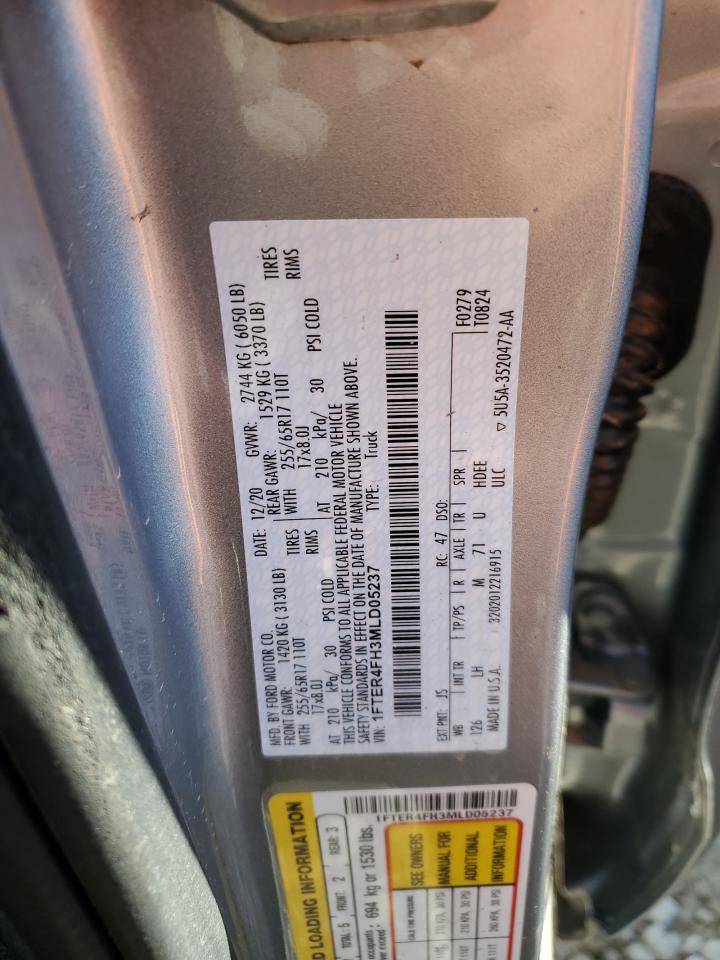 MFD. BY FORD MOTOR CO.
DATE: 12/20 GVWR: 2744 KG ( 6050 LB)
FRONT GAWR: 1420 KG ( 3130 LB) REAR GAWR: 1529 KG ( 3370 LB)
WITH 255/65R17 110T TIRES WITH 255/65R17 110T TIRES
17x8.0J RIMS 17x8.0J RIMS
AT 210 kPa/ 30 PSI COLD AT 210 kPa/ 30 PSI COLD
THIS VEHICLE CONFORMS TO ALL APPLICABLE FEDERAL MOTOR VEHICLE
SAFETY STANDARDS IN EFFECT ON THE DATE OF MANUFACTURE SHOWN ABOVE.
VIN: 1FTER4FH3MLD05237 TYPE: Truck
EXT PNT: JS RC: 47 DSO: F0279
WB INT TR TP/PS R AXLE TR SPR T0824
126 LH M 71 U HDEE
MADE IN U.S.A. 3202012216915 ULC ▽ 5U5A-3520472-AA
D LOADING INFORMATION
TOTAL: 5 FRONT: 2 REAR: 3
694 kg or 1530 lbs.
1FTER4FH3MLD05237
SEE OWNERS
MANUAL FOR
ADDITIONAL
INFORMATION